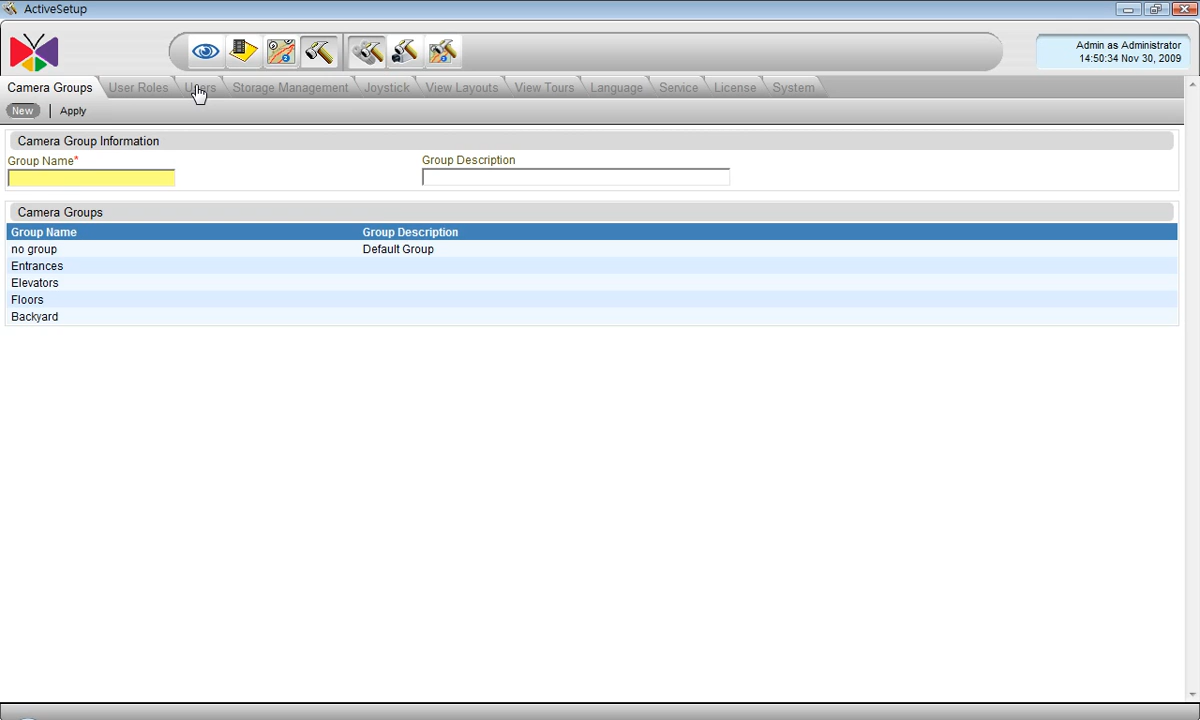 ActiveSetup
Admin as Administrator
14:50:34 Nov 30, 2009
Camera Groups User Roles Users Storage Management Joystick View Layouts View Tours Language Service License System
New | Apply
Camera Group Information
Group Name* Group Description
Camera Groups
Group Name Group Description
no group Default Group
Entrances
Elevators
Floors
Backyard